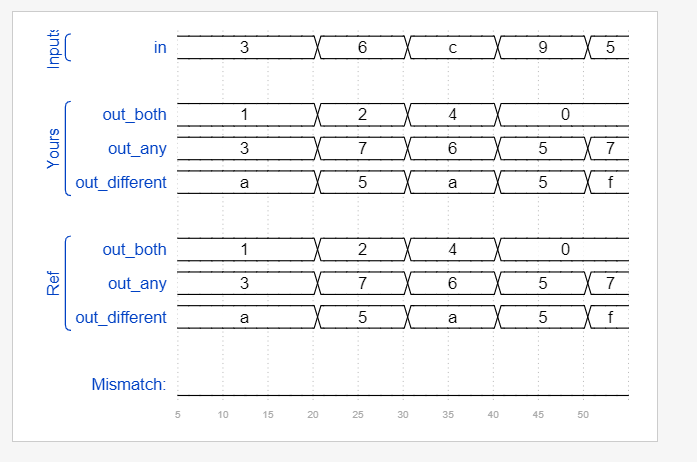 Inputs
in 3 6 c 9 5
Yours
out_both 1 2 4 0
out_any 3 7 6 5 7
out_different a 5 a 5 f
Ref
out_both 1 2 4 0
out_any 3 7 6 5 7
out_different a 5 a 5 f
Mismatch:
5 10 15 20 25 30 35 40 45 50